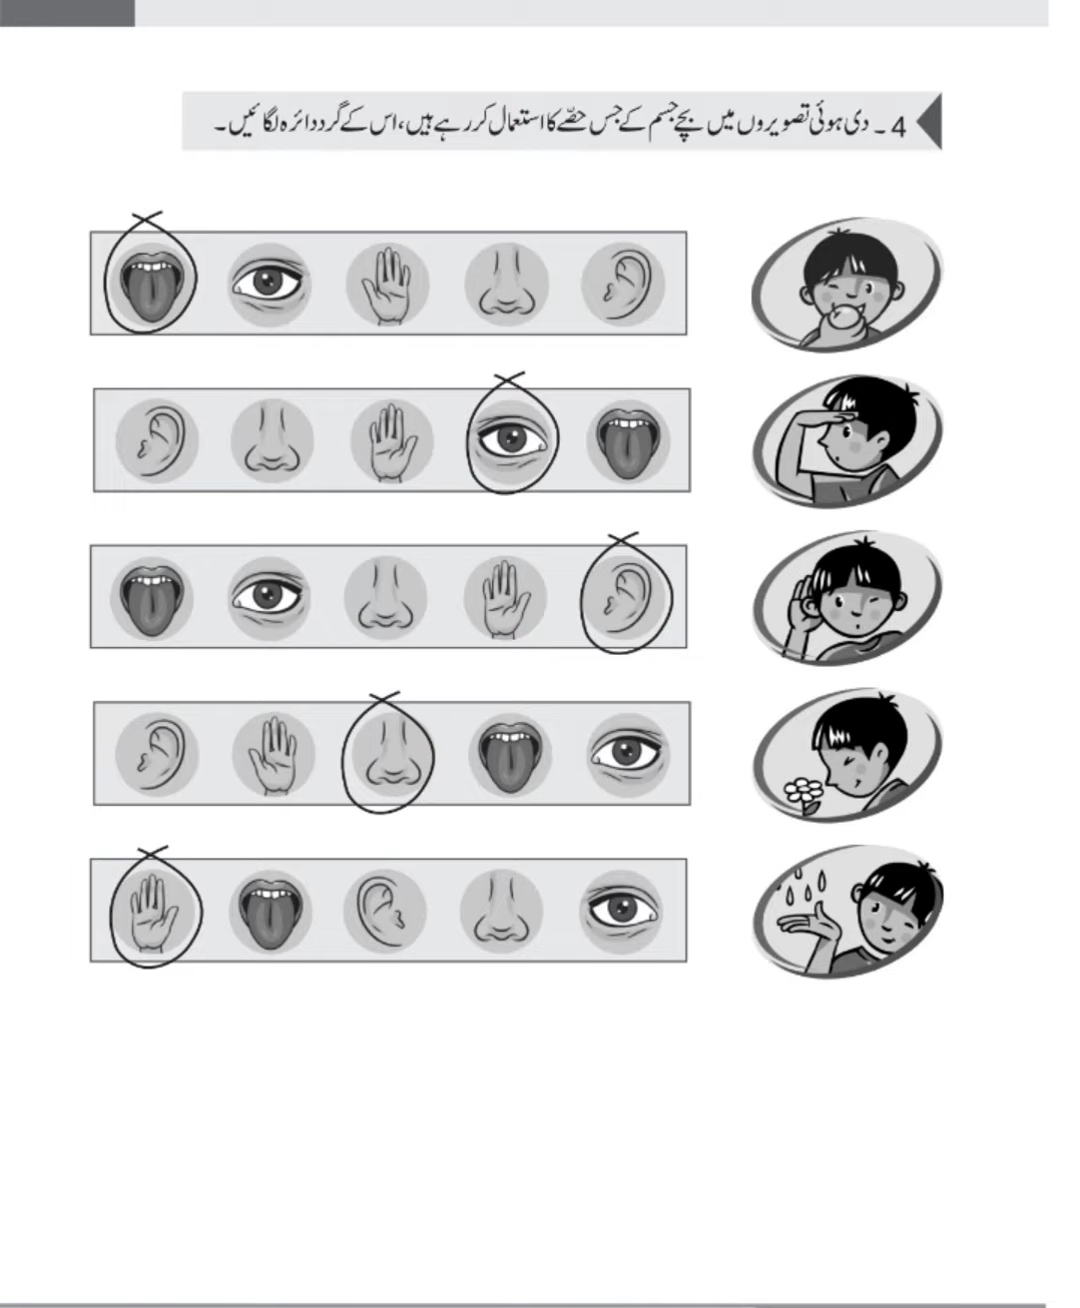 4 ۔ دی ہوئی تصویروں میں بچے جسم کے جس حصّے کا استعمال کر رہے ہیں، اس کے گرد دائرہ لگائیں۔